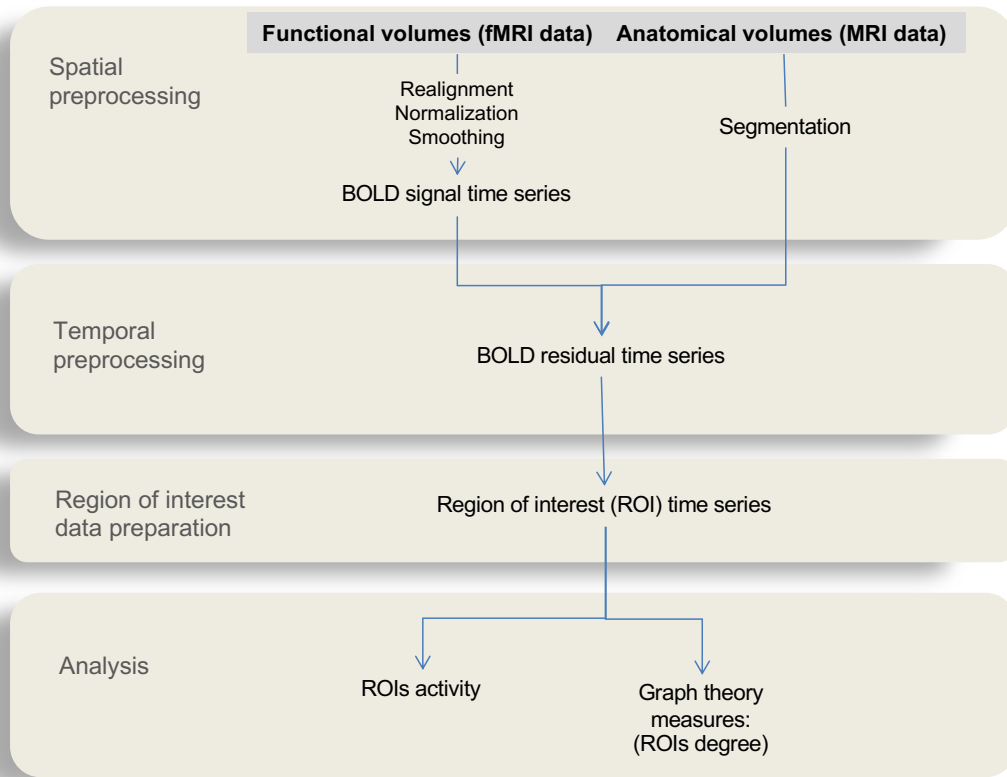 Functional volumes (fMRI data) Anatomical volumes (MRI data)
Spatial
preprocessing
Realignment
Normalization
Smoothing
Segmentation
BOLD signal time series
Temporal
preprocessing
BOLD residual time series
Region of interest
data preparation
Region of interest (ROI) time series
Analysis
ROIs activity
Graph theory
measures:
(ROIs degree)